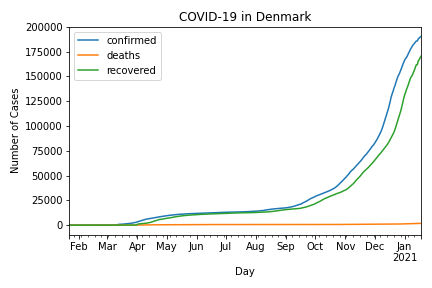 COVID-19 in Denmark
confirmed
deaths
recovered
Number of Cases
200000
175000
150000
125000
100000
75000
50000
25000
0
Feb Mar Apr May Jun Jul Aug Sep Oct Nov Dec Jan
2021
Day